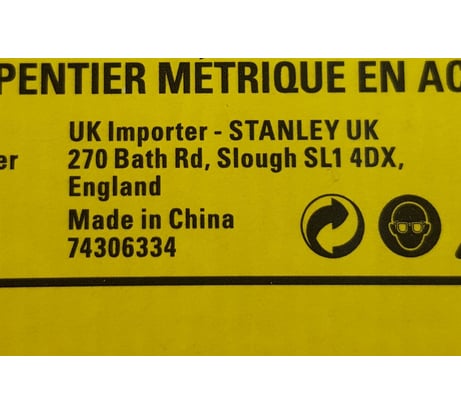 PENTIER MÉTRIQUE EN AC
UK Importer - STANLEY UK
er 270 Bath Rd, Slough SL1 4DX,
England
Made in China
74306334